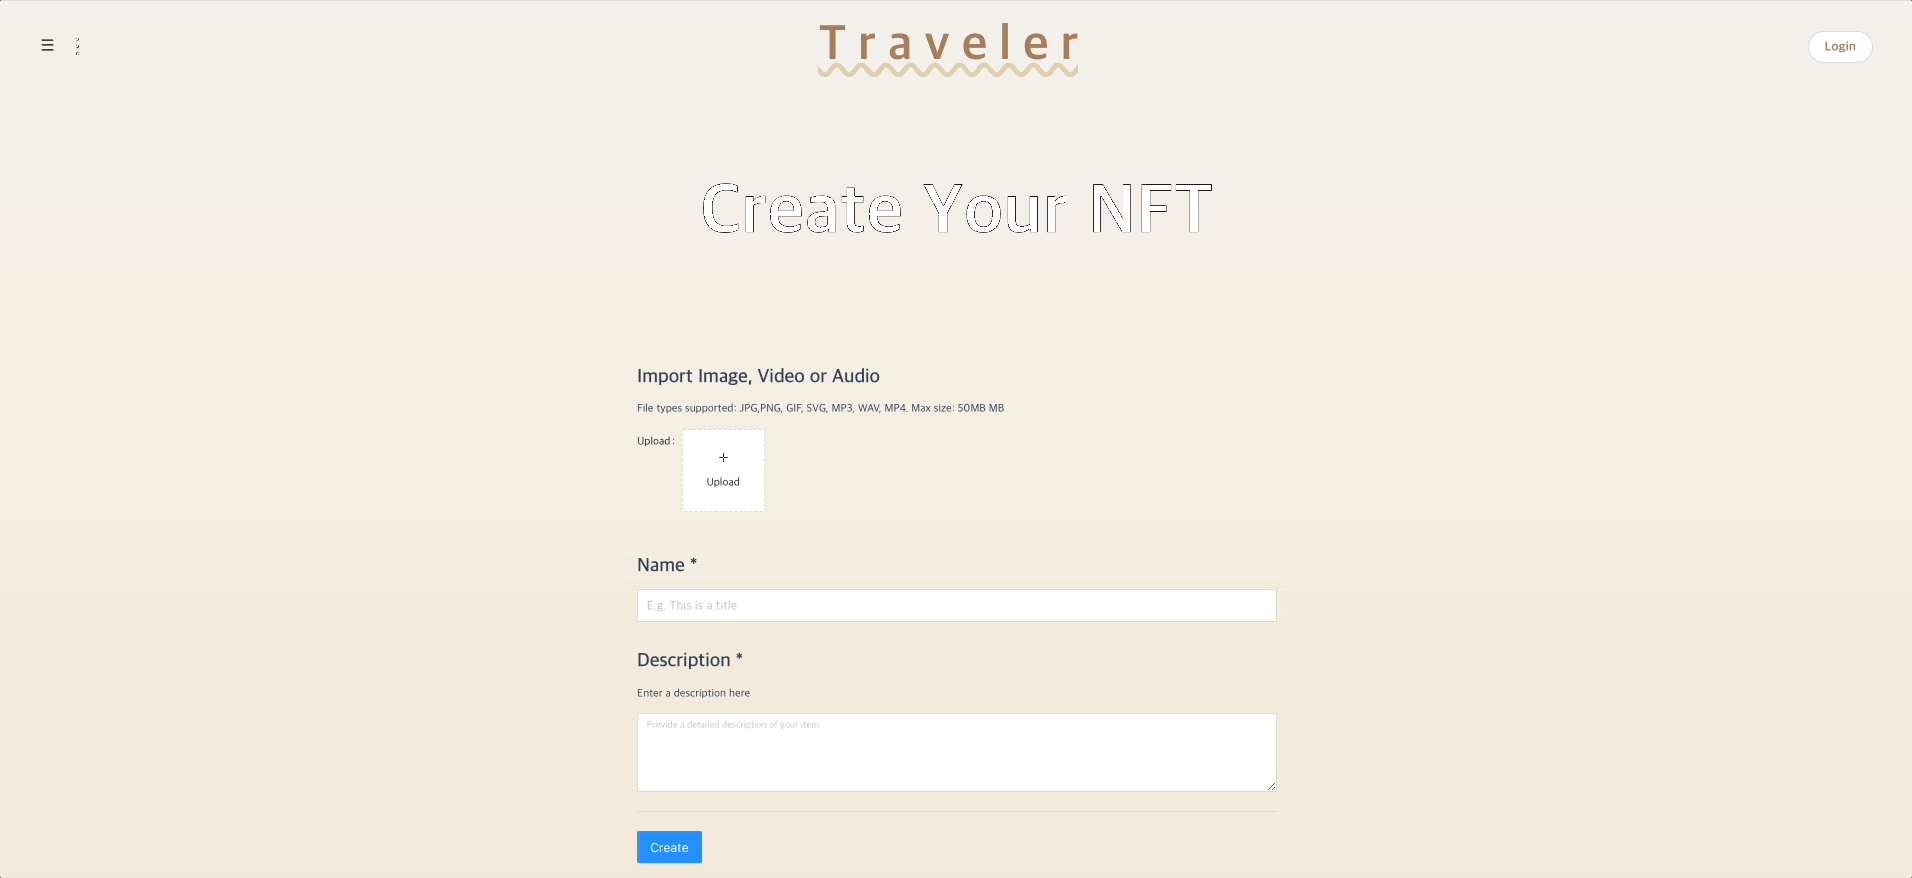 Traveler
Login
Create Your NFT
Import Image, Video or Audio
File types supported: JPG,PNG, GIF, SVG, MP3, WAV, MP4. Max size: 50MB MB
Upload :
Upload
Name *
E.g. This is a title
Description *
Enter a description here
Provide a detailed description of your item.
Create